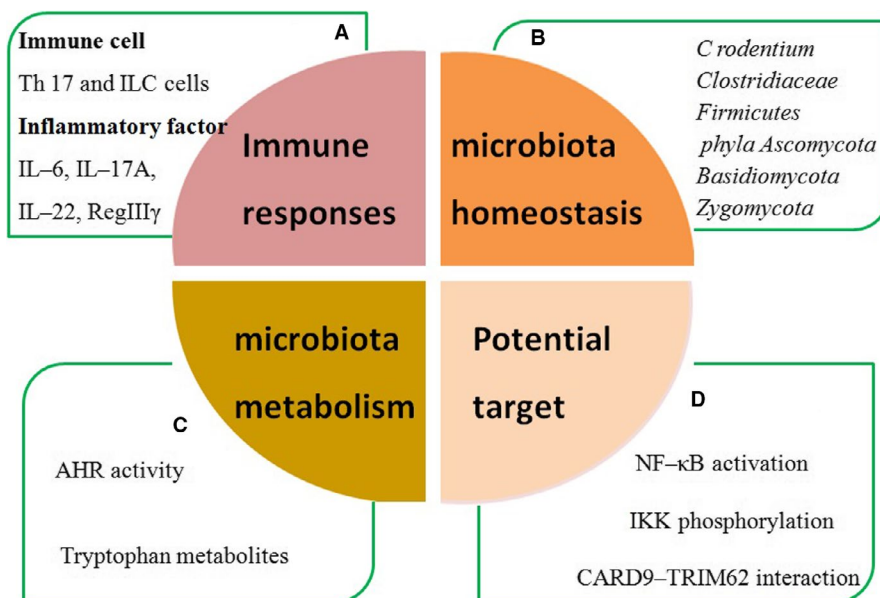 A
Immune cell
Th 17 and ILC cells
Inflammatory factor
IL–6, IL–17A,
IL–22, RegIIIγ
Immune
responses
B
C rodentium
Clostridiaceae
Firmicutes
phyla Ascomycota
Basidiomycota
Zygomycota
microbiota
homeostasis
microbiota
metabolism
C
AHR activity
Tryptophan metabolites
Potential
target
D
NF–κB activation
IKK phosphorylation
CARD9–TRIM62 interaction